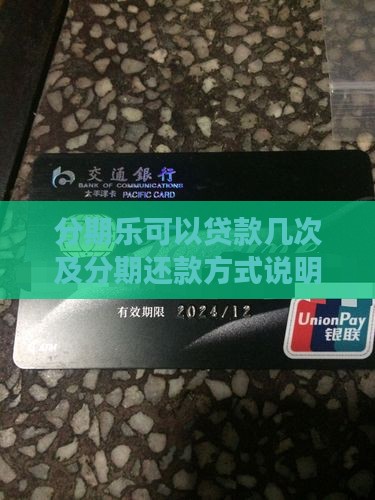 交通銀行
BANK OF COMMUNICATIONS
太平洋卡 PACIFIC CARD
分期乐可以贷款几次
及分期还款方式说明
有效期限 2024/12
UnionPay
银联
ATM